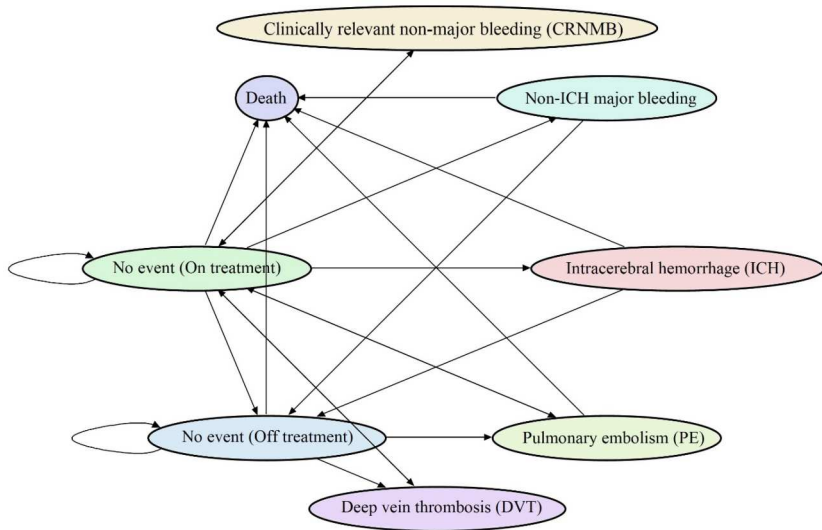 Clinically relevant non-major bleeding (CRNMB)
Death
Non-ICH major bleeding
No event (On treatment)
Intracerebral hemorrhage (ICH)
No event (Off treatment)
Pulmonary embolism (PE)
Deep vein thrombosis (DVT)